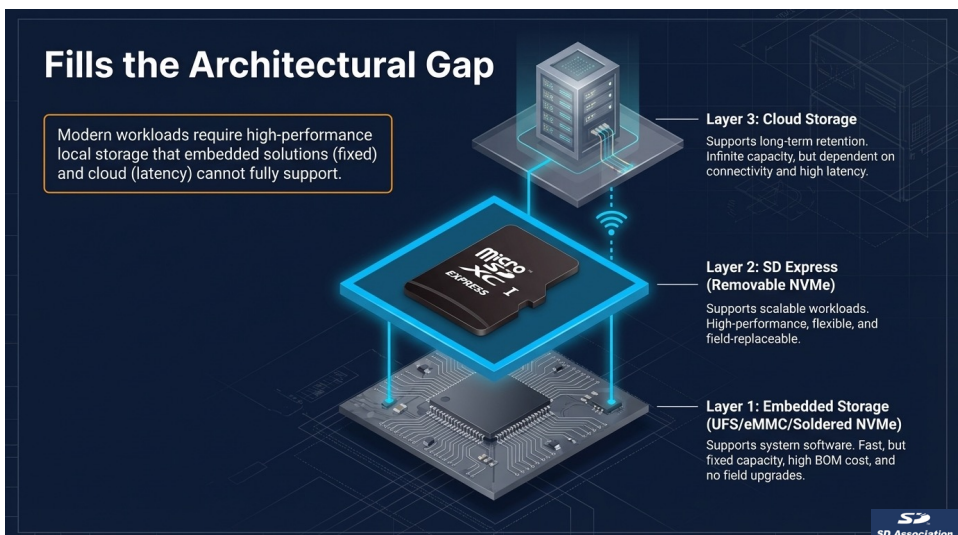 Fills the Architectural Gap
Modern workloads require high-performance
local storage that embedded solutions (fixed)
and cloud (latency) cannot fully support.
Layer 3: Cloud Storage
Supports long-term retention.
Infinite capacity, but dependent on
connectivity and high latency.
Micro
SD
XC I
EXPRESS
™
Layer 2: SD Express
(Removable NVMe)
Supports scalable workloads.
High-performance, flexible, and
field-replaceable.
Layer 1: Embedded Storage
(UFS/eMMC/Soldered NVMe)
Supports system software. Fast, but
fixed capacity, high BOM cost, and
no field upgrades.
SD
SD Association